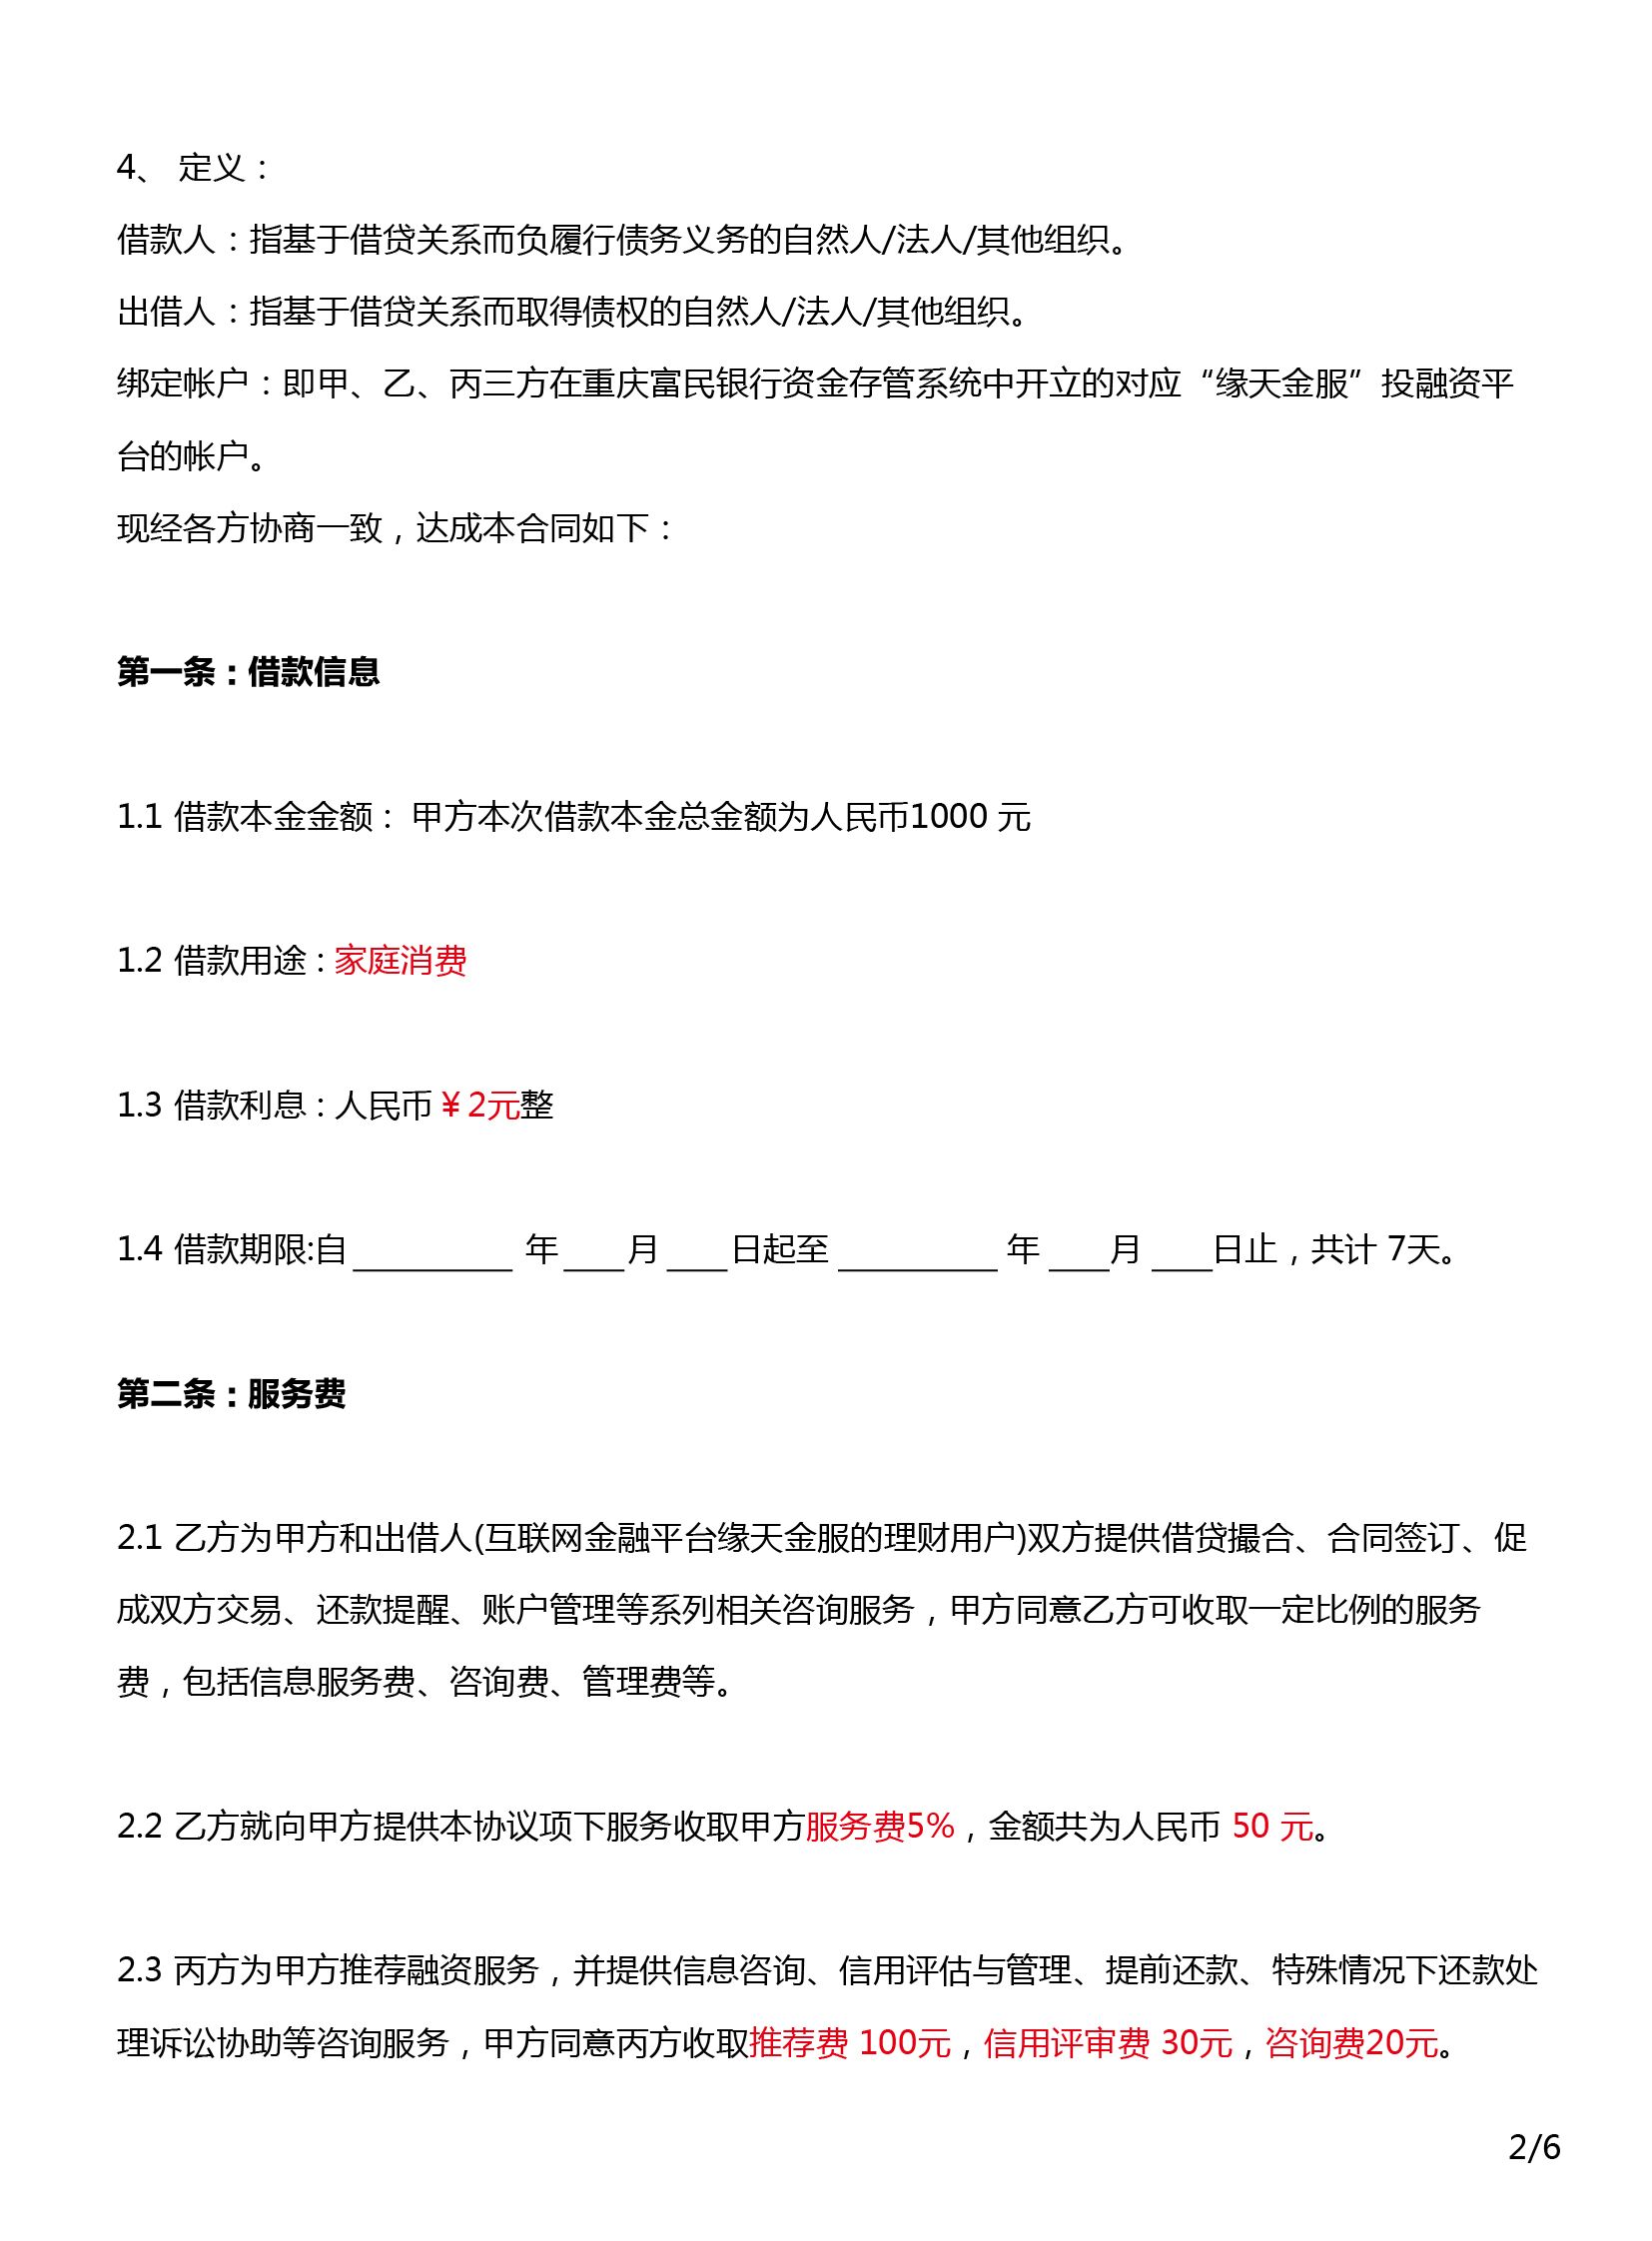 4、 定义：
借款人：指基于借贷关系而负履行债务义务的自然人/法人/其他组织。
出借人：指基于借贷关系而取得债权的自然人/法人/其他组织。
绑定帐户：即甲、乙、丙三方在重庆富民银行资金存管系统中开立的对应“缘天金服”投融资平
台的帐户。
现经各方协商一致，达成本合同如下：
第一条：借款信息
1.1 借款本金金额： 甲方本次借款本金总金额为人民币1000 元
1.2 借款用途：家庭消费
1.3 借款利息：人民币￥2元整
1.4 借款期限:自 ________ 年 ___月 ___日起至 ________ 年 ___月 ___日止，共计 7天。
第二条：服务费
2.1 乙方为甲方和出借人(互联网金融平台缘天金服的理财用户)双方提供借贷撮合、合同签订、促
成双方交易、还款提醒、账户管理等系列相关咨询服务，甲方同意乙方可收取一定比例的服务
费，包括信息服务费、咨询费、管理费等。
2.2 乙方就向甲方提供本协议项下服务收取甲方服务费5%，金额共为人民币 50 元。
2.3 丙方为甲方推荐融资服务，并提供信息咨询、信用评估与管理、提前还款、特殊情况下还款处
理诉讼协助等咨询服务，甲方同意丙方收取推荐费 100元，信用评审费 30元，咨询费20元。
2/6